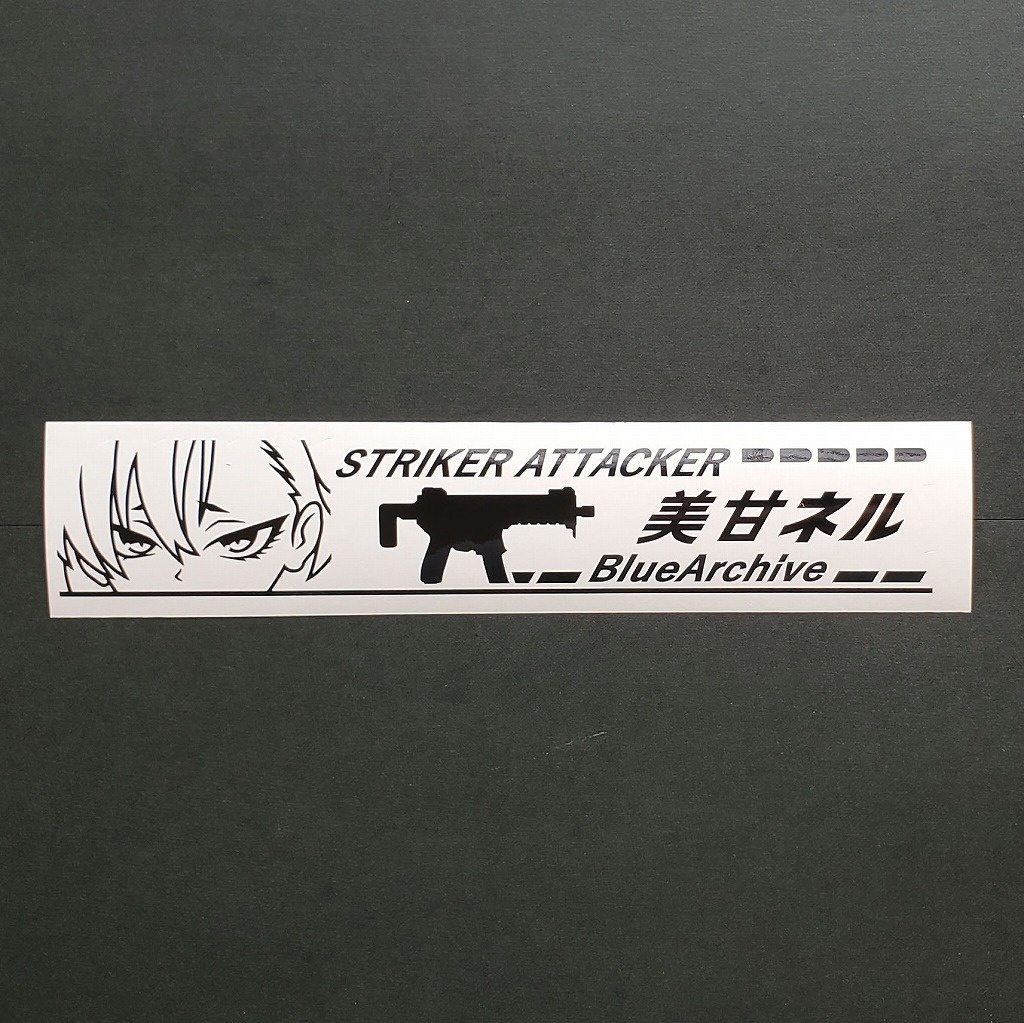 STRIKER ATTACKER
美甘ネル
BlueArchive